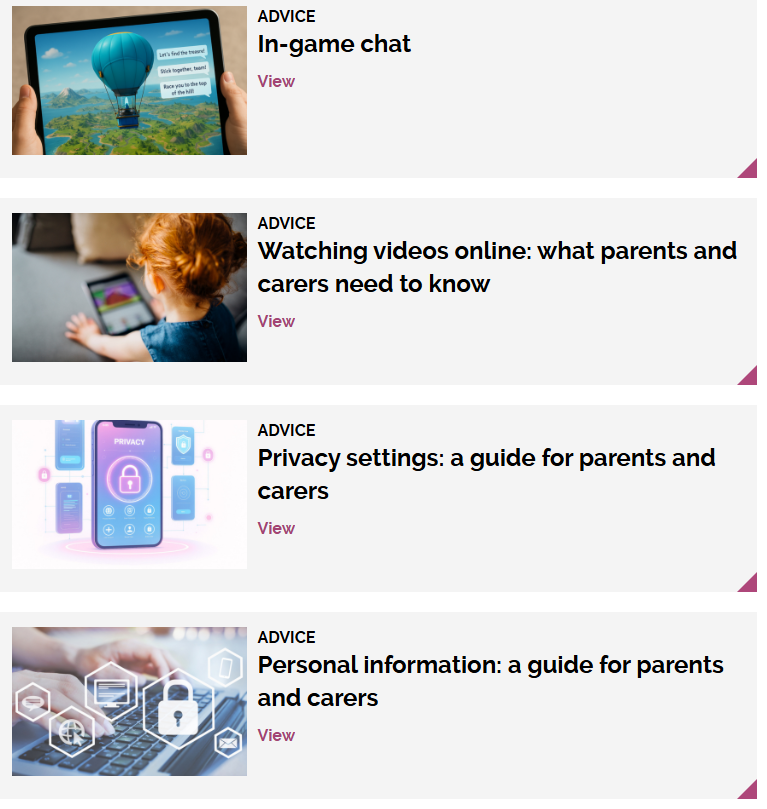 Let's find the treasure!
Stick together, team!
Race you to the top
of the hill!
ADVICE
In-game chat
View
ADVICE
Watching videos online: what parents and
carers need to know
View
PRIVACY
ADVICE
Privacy settings: a guide for parents and
carers
View
ADVICE
Personal information: a guide for parents
and carers
View